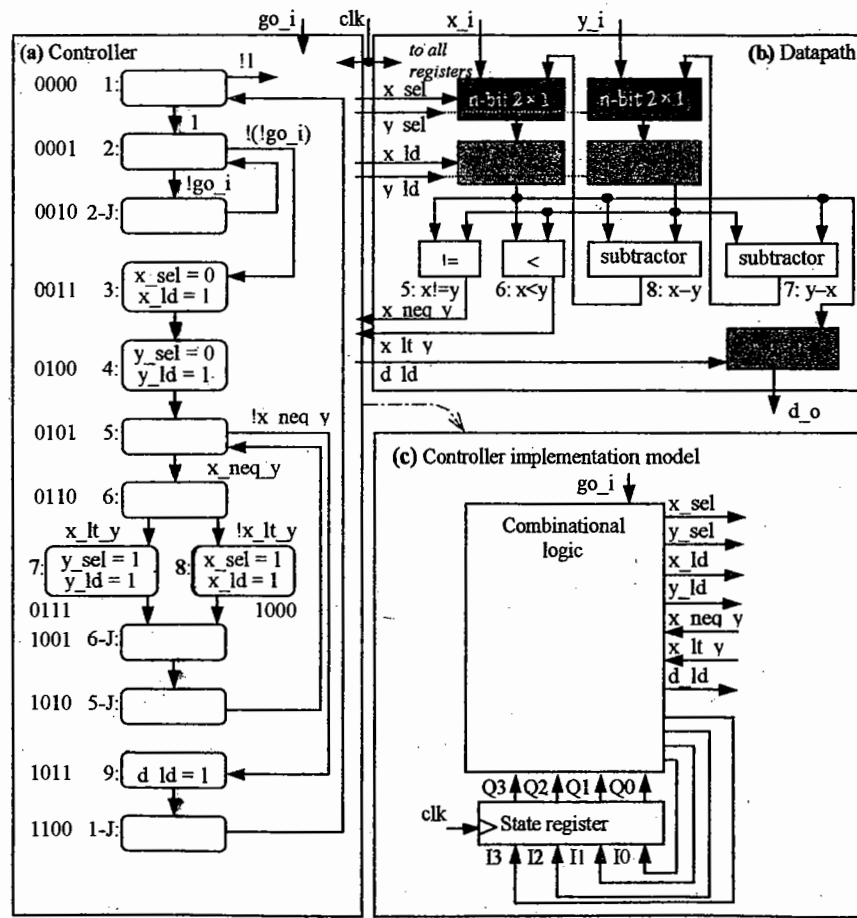 go_i
clk
x_i
y_i
(a) Controller
(b) Datapath
to all
registers
!1
0000 1:
1
0001 2:
!(!go_i)
!go_i
0010 2-J:
0011 3: x_sel = 0
x_ld = 1
0100 4: y_sel = 0
y_ld = 1
0101 5:
!x_neq_y
x_neq_y
0110 6:
x_lt_y
!x_lt_y
7: y_sel = 1
y_ld = 1
8: x_sel = 1
x_ld = 1
0111
1000
1001 6-J:
1010 5-J:
1011 9: d_ld = 1
1100 1-J:
x_sel
n-bit 2 × 1
n-bit 2 × 1
y_sel
x_ld
y_ld
!=
<
subtractor
subtractor
5: x!=y
6: x<y
8: x–y
7: y–x
x_neq_y
x_lt_y
d_ld
d_o
(c) Controller implementation model
go_i
Combinational
logic
x_sel
y_sel
x_ld
y_ld
x_neq_y
x_lt_y
d_ld
Q3 Q2 Q1 Q0
clk
State register
I3 I2 I1 I0